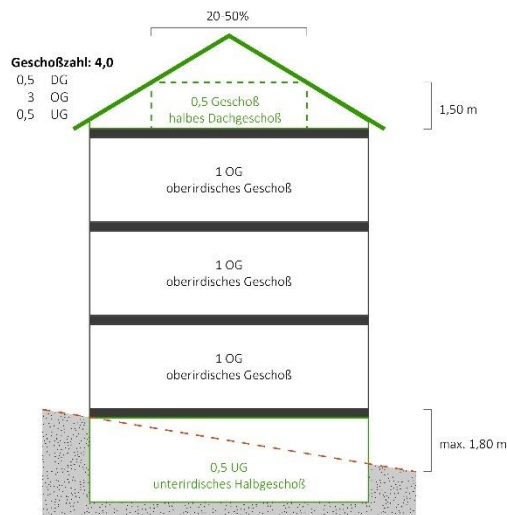 20-50%
Geschoßzahl: 4,0
0,5 DG
3 OG
0,5 UG
0,5 Geschoß
halbes Dachgeschoß
1,50 m
1 OG
oberirdisches Geschoß
1 OG
oberirdisches Geschoß
1 OG
oberirdisches Geschoß
max. 1,80 m
0,5 UG
unterirdisches Halbgeschoß